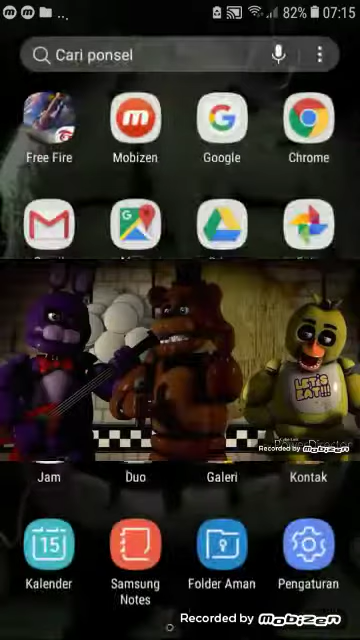 82% 07:15
Cari ponsel
Free Fire Mobizen Google Chrome
LET'S
EAT!!!
Recorded by mobizen
Jam Duo Galeri Kontak
15
Kalender Samsung Folder Aman Pengaturan
Notes
Recorded by mobizen